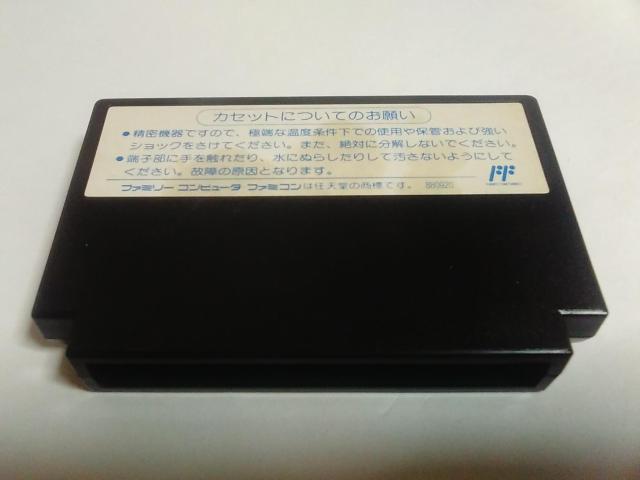 カセットについてのお願い
●精密機器ですので、極端な温度条件下での使用や保管および強い
ショックをさけてください。また、絶対に分解しないでください。
●端子部に手を触れたり、水にぬらしたりして汚さないようにして
ください。故障の原因となります。
ファミリー コンピュータ ファミコンは任天堂の商標です。